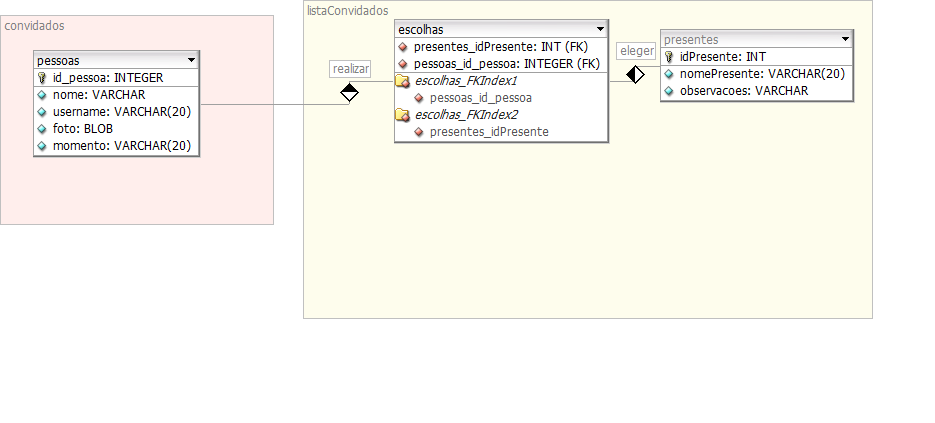 convidados
pessoas
id_pessoa: INTEGER
nome: VARCHAR
username: VARCHAR(20)
foto: BLOB
momento: VARCHAR(20)
realizar
listaConvidados
escolhas
presentes_idPresente: INT (FK)
pessoas_id_pessoa: INTEGER (FK)
escolhas_FKIndex1
pessoas_id_pessoa
escolhas_FKIndex2
presentes_idPresente
eleger
presentes
idPresente: INT
nomePresente: VARCHAR(20)
observacoes: VARCHAR